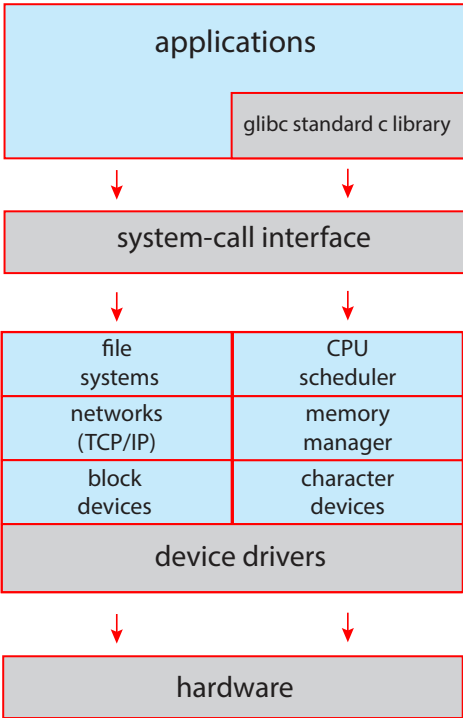 applications
glibc standard c library
system-call interface
file
systems
CPU
scheduler
networks
(TCP/IP)
memory
manager
block
devices
character
devices
device drivers
hardware